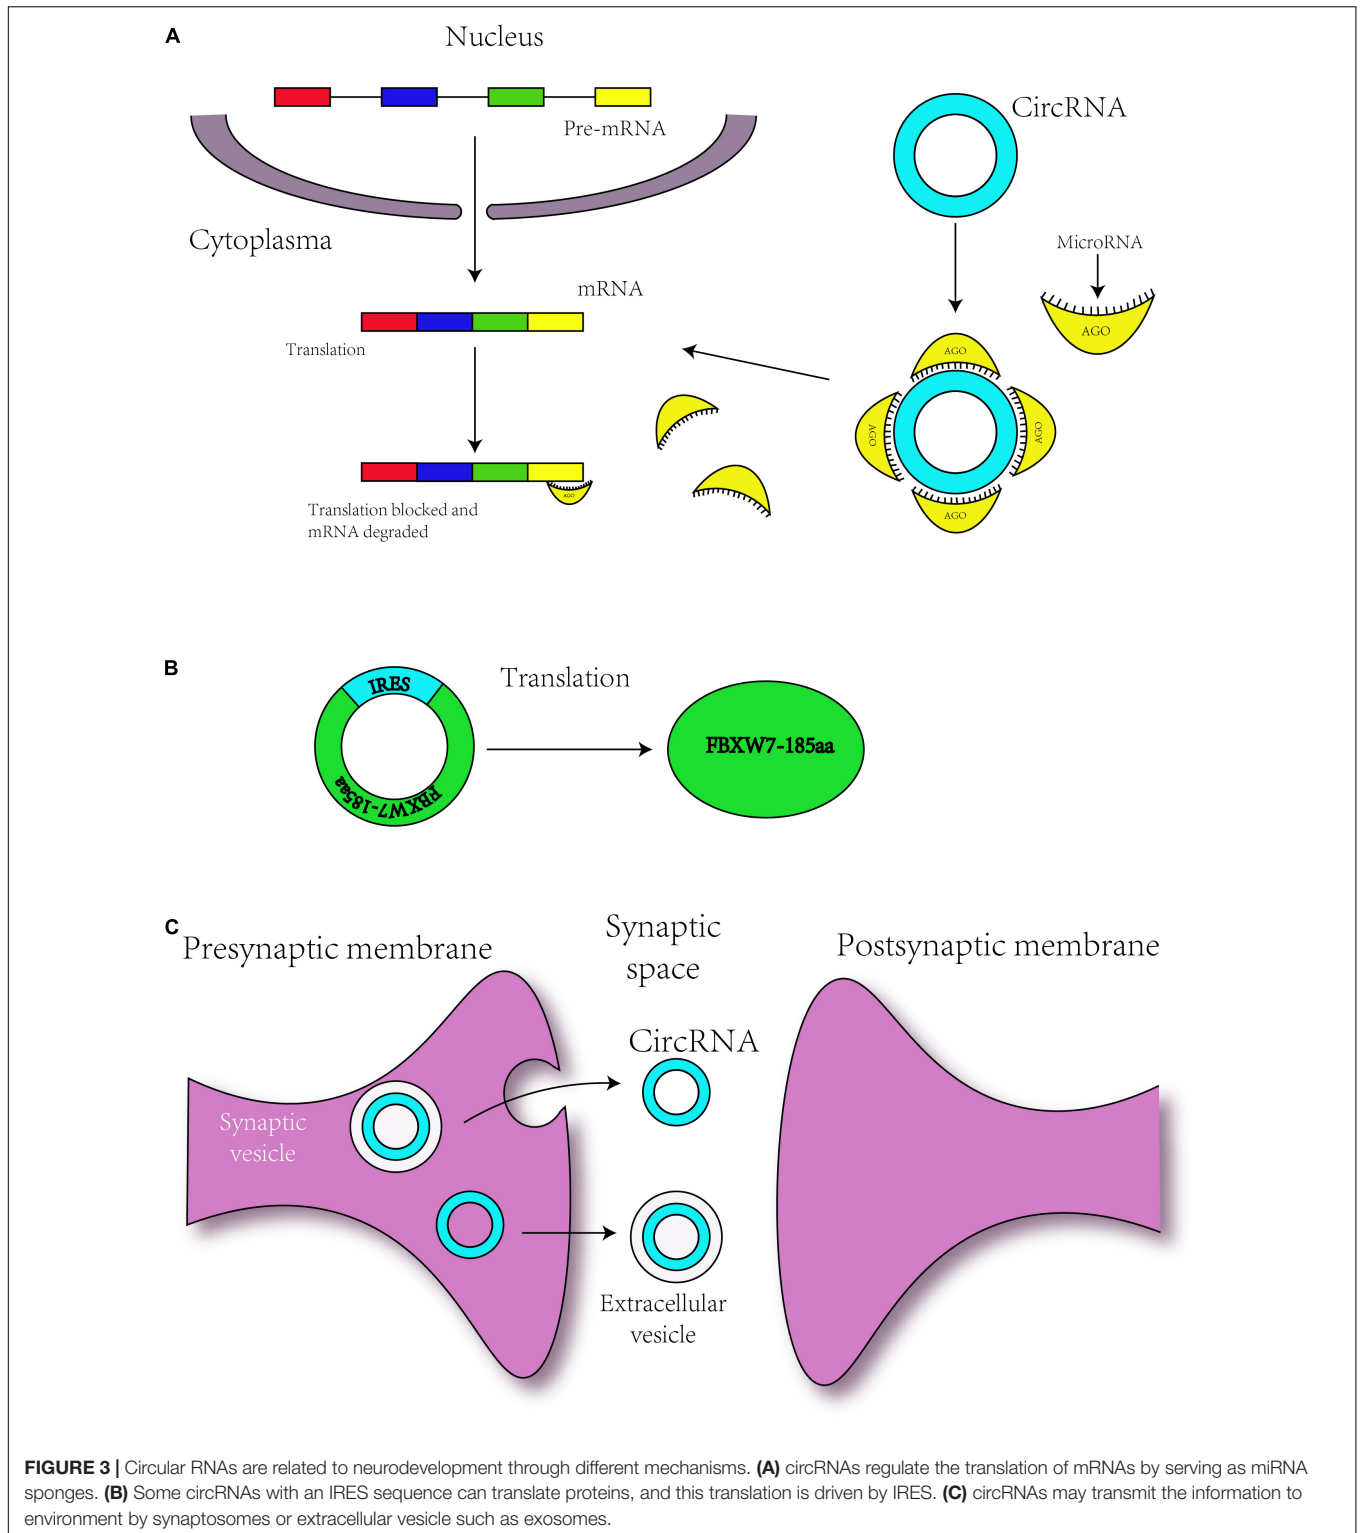 A
Nucleus
Pre-mRNA
CircRNA
Cytoplasma
MicroRNA
mRNA
AGO
Translation
AGO
AGO
AGO
AGO
AGO
Translation blocked and
mRNA degraded
B
IRES
Translation
FBXW7-185aa
FBXW7-185aa
C
Presynaptic membrane
Synaptic
space
Postsynaptic membrane
CircRNA
Synaptic
vesicle
Extracellular
vesicle
FIGURE 3 | Circular RNAs are related to neurodevelopment through different mechanisms. (A) circRNAs regulate the translation of mRNAs by serving as miRNA
sponges. (B) Some circRNAs with an IRES sequence can translate proteins, and this translation is driven by IRES. (C) circRNAs may transmit the information to
environment by synaptosomes or extracellular vesicle such as exosomes.